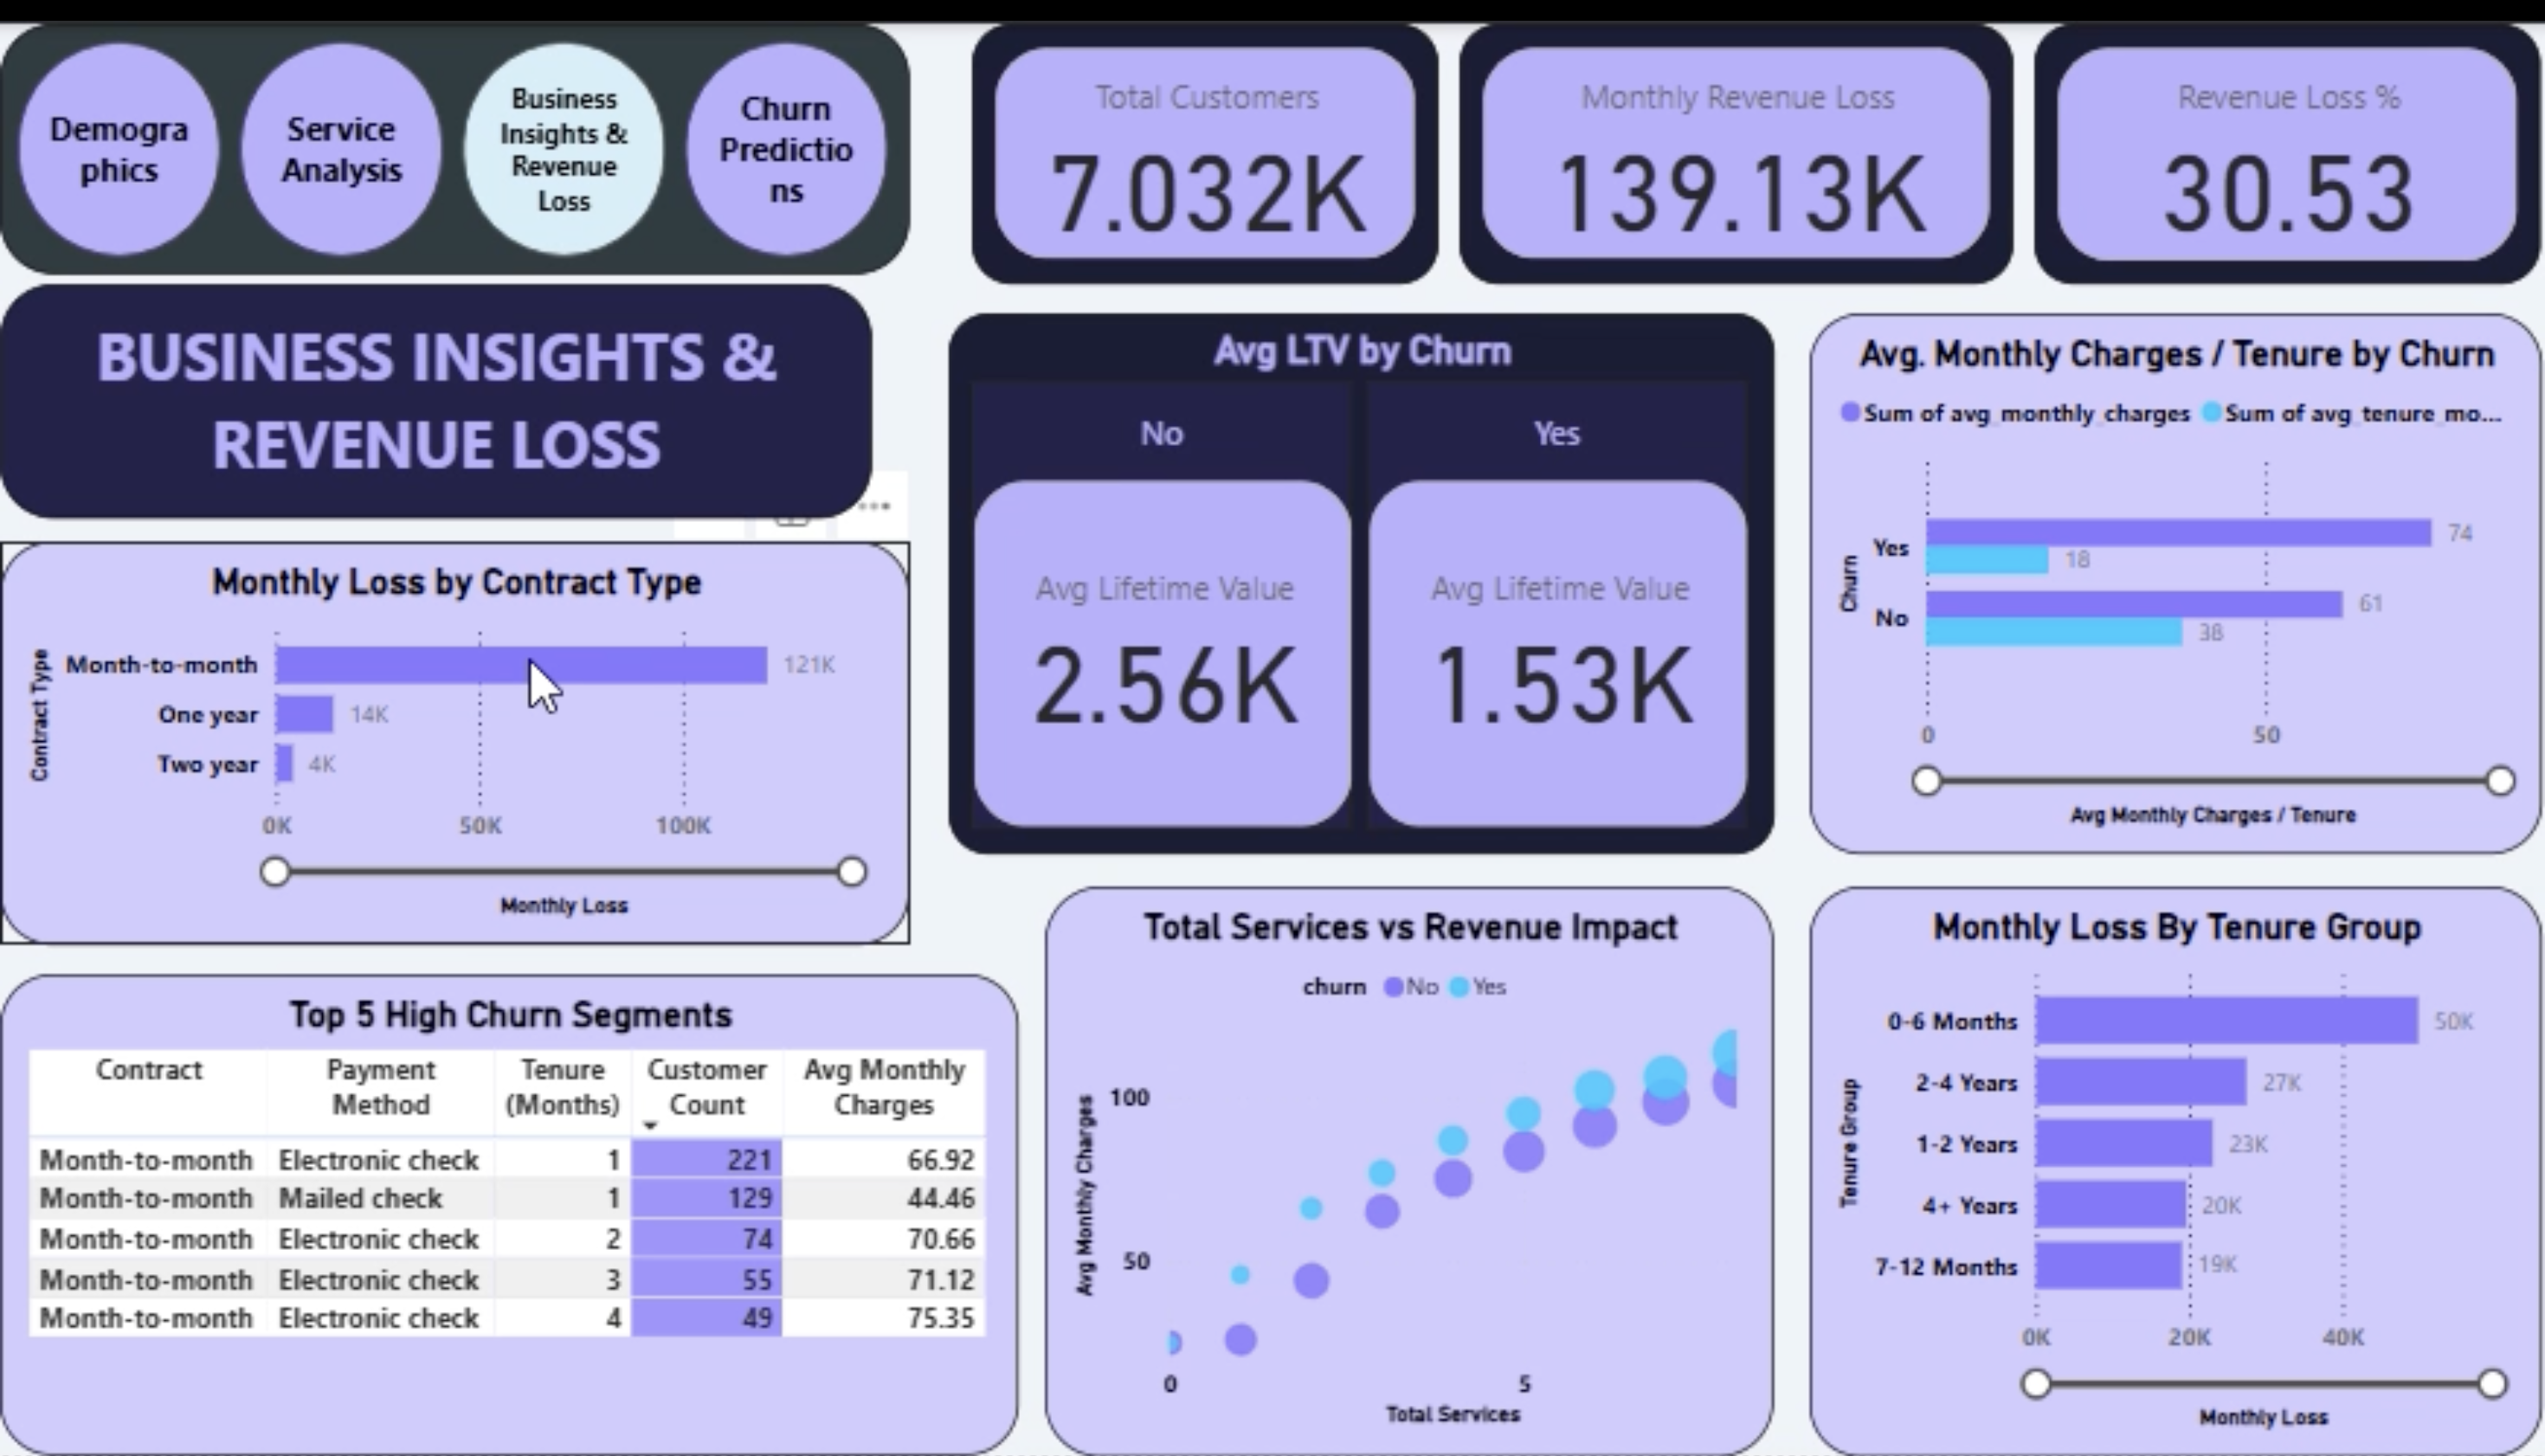 Demogra
phics
Service
Analysis
Business
Insights &
Revenue
Loss
Churn
Predictio
ns
Total Customers
7.032K
Monthly Revenue Loss
139.13K
Revenue Loss %
30.53
BUSINESS INSIGHTS &
REVENUE LOSS
Avg LTV by Churn
No
Yes
Avg Lifetime Value
2.56K
Avg Lifetime Value
1.53K
Avg. Monthly Charges / Tenure by Churn
Sum of avg_monthly_charges Sum of avg_tenure_mo...
Churn
Yes
74
18
No
61
38
0 50
Avg Monthly Charges / Tenure
Monthly Loss by Contract Type
Contract Type
Month-to-month 121K
One year 14K
Two year 4K
0K 50K 100K
Monthly Loss
Top 5 High Churn Segments
Contract Payment Method Tenure (Months) Customer Count Avg Monthly Charges
Month-to-month Electronic check 1 221 66.92
Month-to-month Mailed check 1 129 44.46
Month-to-month Electronic check 2 74 70.66
Month-to-month Electronic check 3 55 71.12
Month-to-month Electronic check 4 49 75.35
Total Services vs Revenue Impact
churn No Yes
Avg Monthly Charges
100
50
0 5
Total Services
Monthly Loss By Tenure Group
Tenure Group
0-6 Months 50K
2-4 Years 27K
1-2 Years 23K
4+ Years 20K
7-12 Months 19K
0K 20K 40K
Monthly Loss